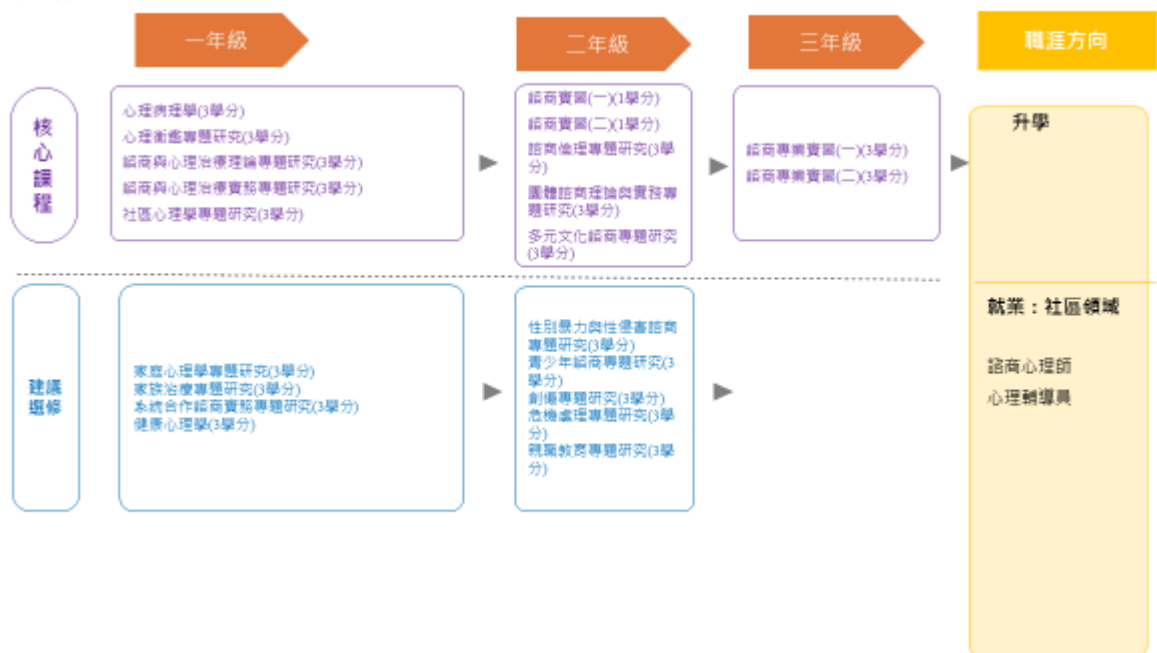 一年級
二年級
三年級
職涯方向
核
心
課
程
心理病理學(3學分)
心理衡鑑專題研究(3學分)
諮商與心理治療理論專題研究(3學分)
諮商與心理治療實務專題研究(3學分)
社區心理學專題研究(3學分)
諮商實習(一)(1學分)
諮商實習(二)(1學分)
諮商倫理專題研究(3學
分)
團體諮商理論與實務專
題研究(3學分)
多元文化諮商專題研究
(3學分)
諮商專業實習(一)(3學分)
諮商專業實習(二)(3學分)
升學
建議
選修
家庭心理學專題研究(3學分)
家族治療專題研究(3學分)
系統合作諮商實務專題研究(3學分)
健康心理學(3學分)
性別暴力與性侵害諮商
專題研究(3學分)
青少年諮商專題研究(3
學分)
創傷專題研究(3學分)
危機處理專題研究(3學
分)
親職教育專題研究(3學
分)
就業：社區領域
諮商心理師
心理輔導員